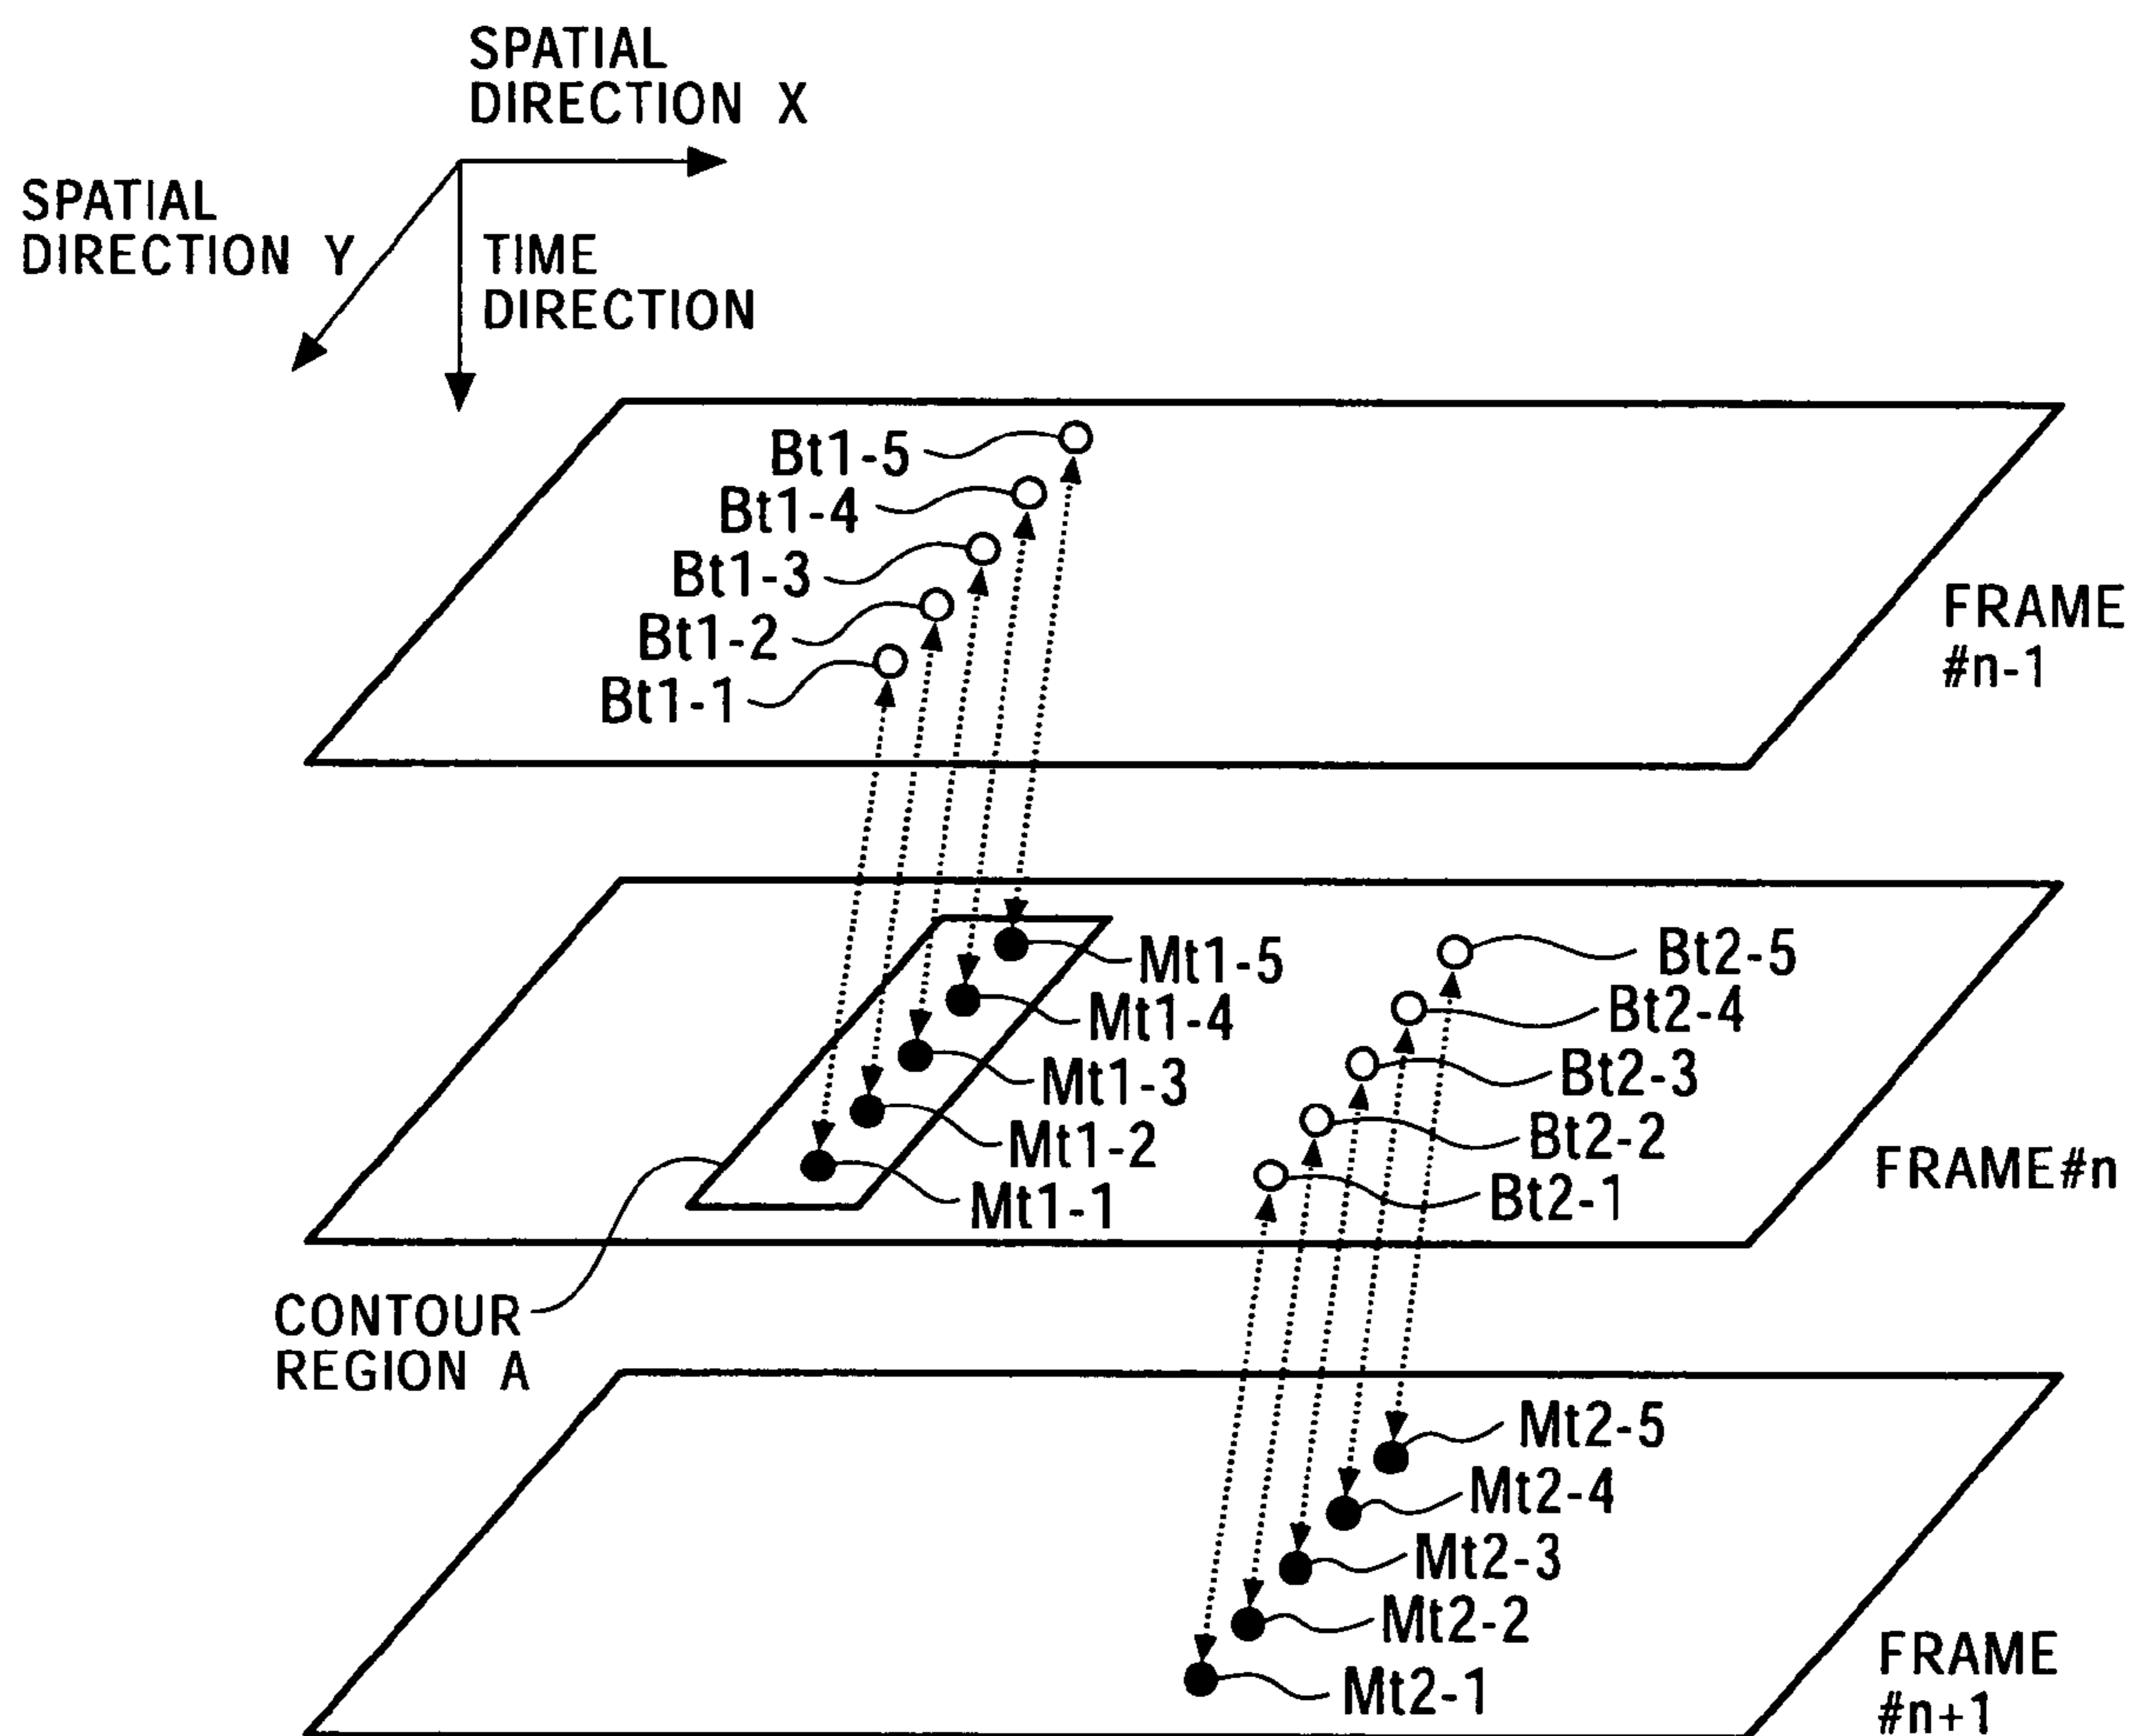 SPATIAL
DIRECTION X
SPATIAL
DIRECTION Y
TIME
DIRECTION
Bt1-5
Bt1-4
Bt1-3
Bt1-2
Bt1-1
FRAME
#n-1
Mt1-5
Mt1-4
Mt1-3
Mt1-2
Mt1-1
Bt2-5
Bt2-4
Bt2-3
Bt2-2
Bt2-1
FRAME#n
CONTOUR
REGION A
Mt2-5
Mt2-4
Mt2-3
Mt2-2
Mt2-1
FRAME
#n+1